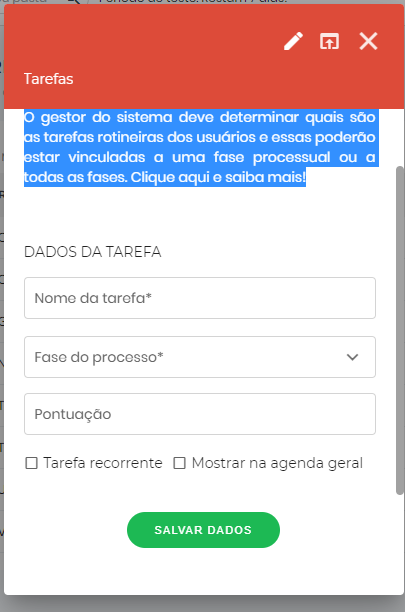 Tarefas
O gestor do sistema deve determinar quais são
as tarefas rotineiras dos usuários e essas poderão
estar vinculadas a uma fase processual ou a
todas as fases. Clique aqui e saiba mais!
DADOS DA TAREFA
Nome da tarefa*
Fase do processo*
Pontuação
Tarefa recorrente Mostrar na agenda geral
SALVAR DADOS